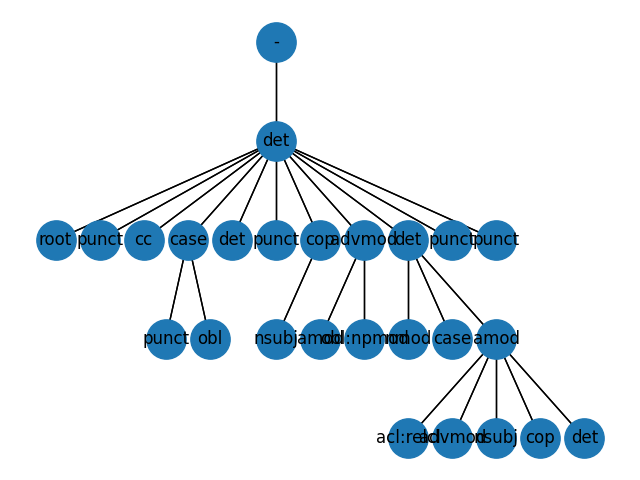 -
det
root punct cc case det punct cop advmod det punct punct
punct obl nsubj amod obl:npmod nmod case amod
acl:relcl advmod nsubj cop det